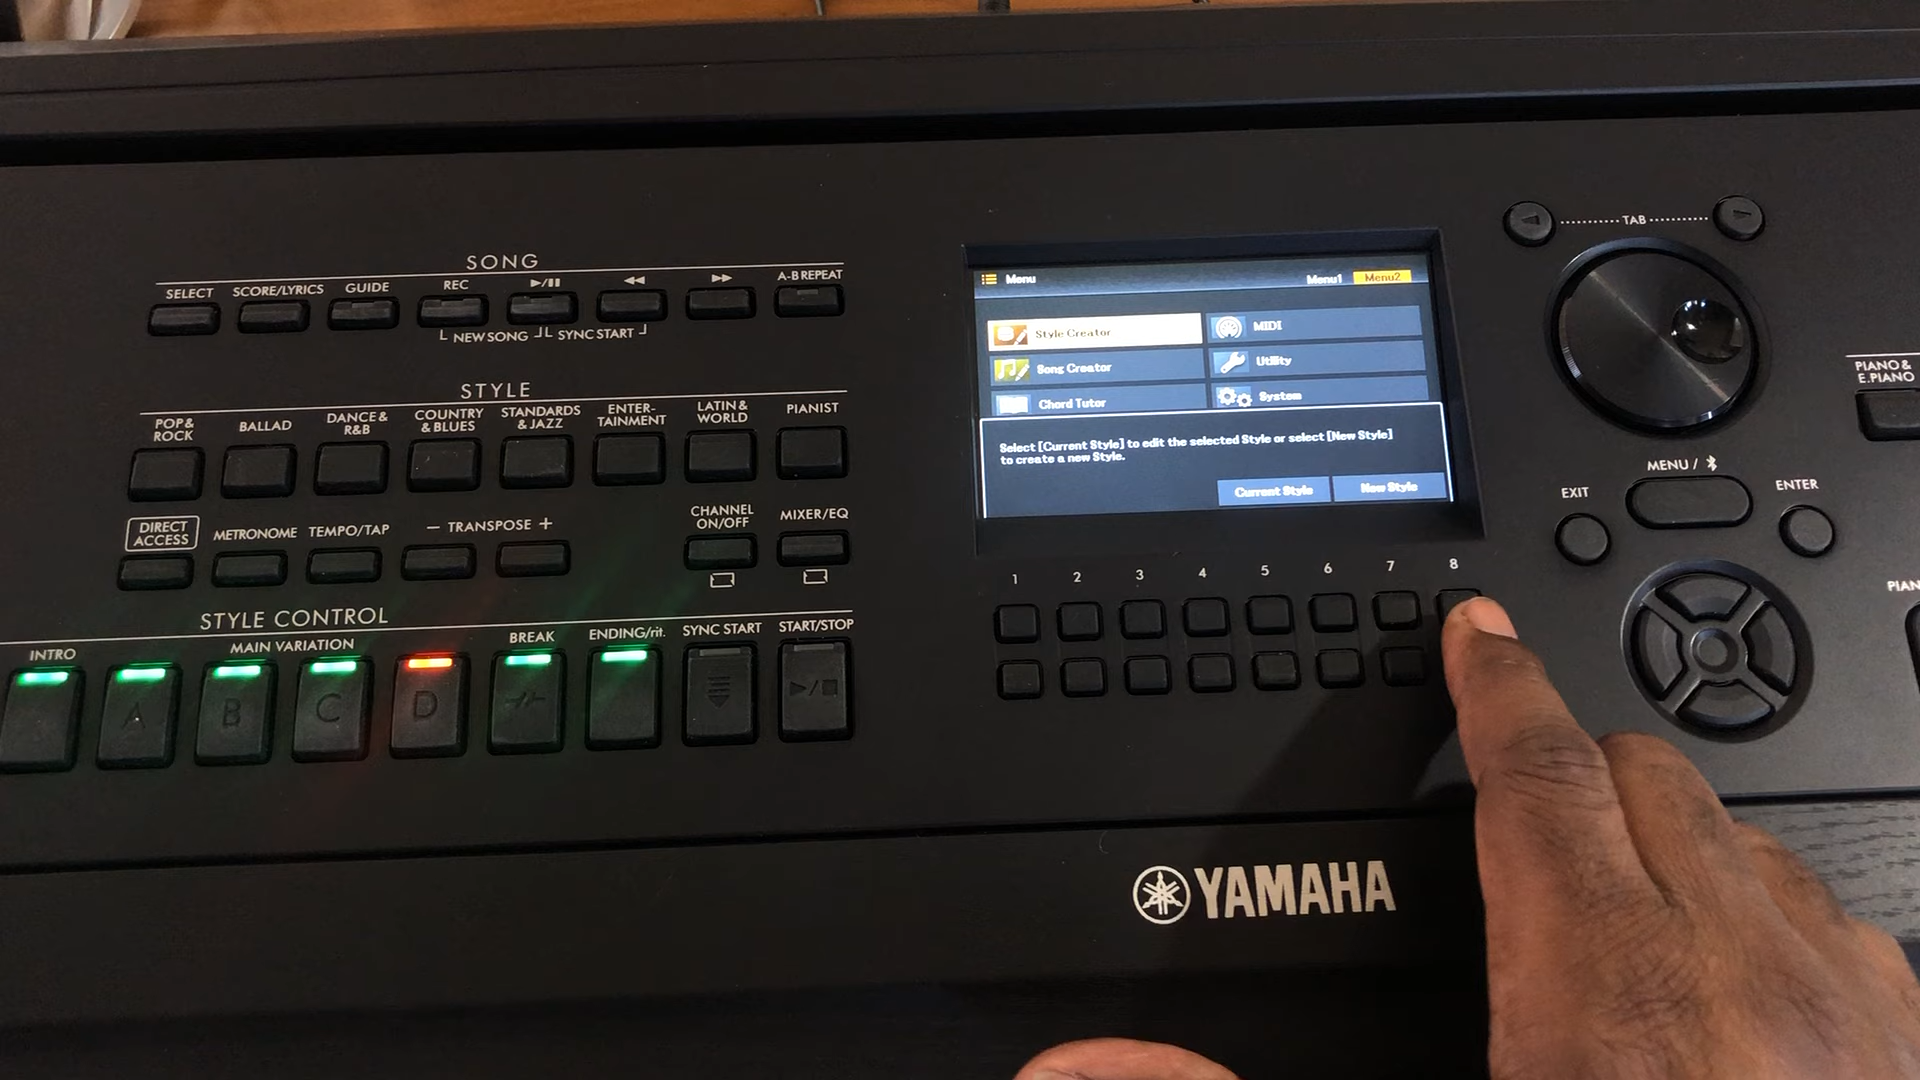 SONG
SELECT SCORE/LYRICS GUIDE REC ►/II ◄◄ ►► A-B REPEAT
NEW SONG SYNC START
STYLE
POP & ROCK
BALLAD
DANCE & R&B
COUNTRY & BLUES
STANDARDS & JAZZ
ENTER-TAINMENT
LATIN & WORLD
PIANIST
DIRECT ACCESS
METRONOME TEMPO/TAP − TRANSPOSE +
CHANNEL ON/OFF
MIXER/EQ
STYLE CONTROL
INTRO
MAIN VARIATION
BREAK
ENDING/rit.
SYNC START
START/STOP
A B C D
Menu Menu1 Menu2
Style Creator MIDI
Song Creator Utility
Chord Tutor System
Select [Current Style] to edit the selected Style or select [New Style]
to create a new Style.
Current Style New Style
1 2 3 4 5 6 7 8
TAB
MENU /
EXIT
ENTER
PIANO &
E.PIANO
PIAN
YAMAHA